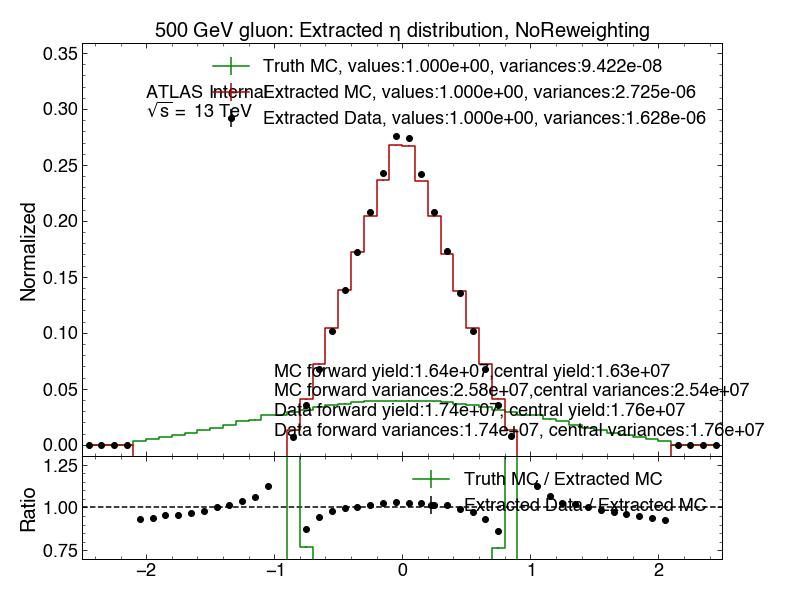 500 GeV gluon: Extracted η distribution, NoReweighting
Truth MC, values:1.000e+00, variances:9.422e-08
ATLAS Internal
Extracted MC, values:1.000e+00, variances:2.725e-06
√s = 13 TeV
Extracted Data, values:1.000e+00, variances:1.628e-06
Normalized
0.35
0.30
0.25
0.20
0.15
0.10
0.05
0.00
MC forward yield:1.64e+07,central yield:1.63e+07
MC forward variances:2.58e+07,central variances:2.54e+07
Data forward yield:1.74e+07, central yield:1.76e+07
Data forward variances:1.74e+07, central variances:1.76e+07
Ratio
1.25
1.00
0.75
Truth MC / Extracted MC
Extracted Data / Extracted MC
−2
−1
0
1
2